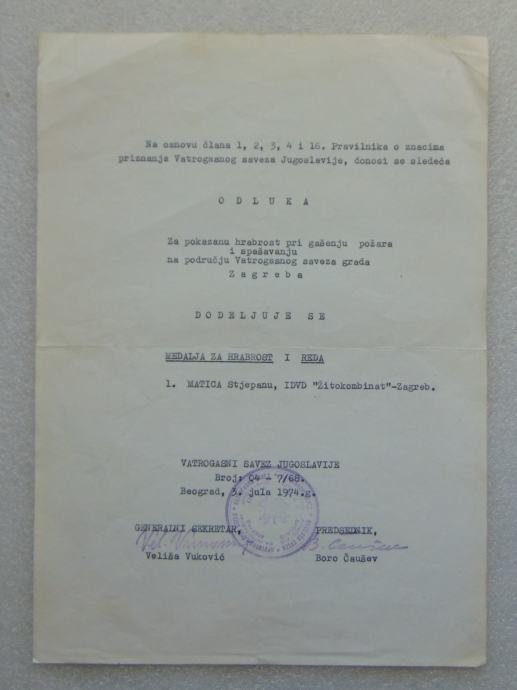 Na osnovu člana 1, 2, 3, 4 i 16. Pravilnika o znacima
priznanja Vatrogasnog saveza Jugoslavije, donosi se sledeća
O D L U K A
Za pokazanu hrabrost pri gašenju požara
i spašavanju
na području Vatrogasnog saveza grada
Z a g r e b a
D O D E L J U J E  SE
MEDALJA ZA HRABROST I REDA
1. MATICA Stjepanu, IDVD "Žitokombinat"-Zagreb.
VATROGASNI SAVEZ JUGOSLAVIJE
Broj: 04 - 7/68.
Beograd, 3. jula 1974.g.
GENERALNI SEKRETAR, PREDSEDNIK,
Veliša Vuković Boro Čaušev